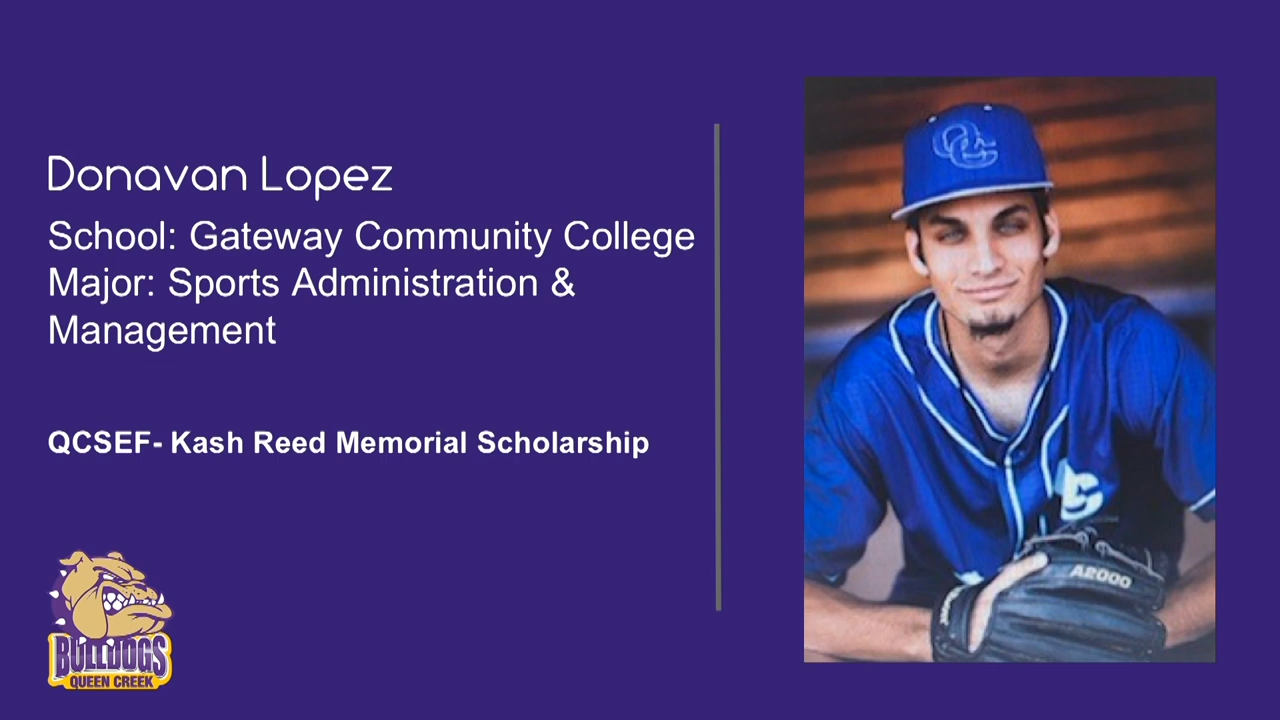 Donavan Lopez
School: Gateway Community College
Major: Sports Administration &
Management
QCSEF- Kash Reed Memorial Scholarship
BULLDOGS
QUEEN CREEK
QC
A2000